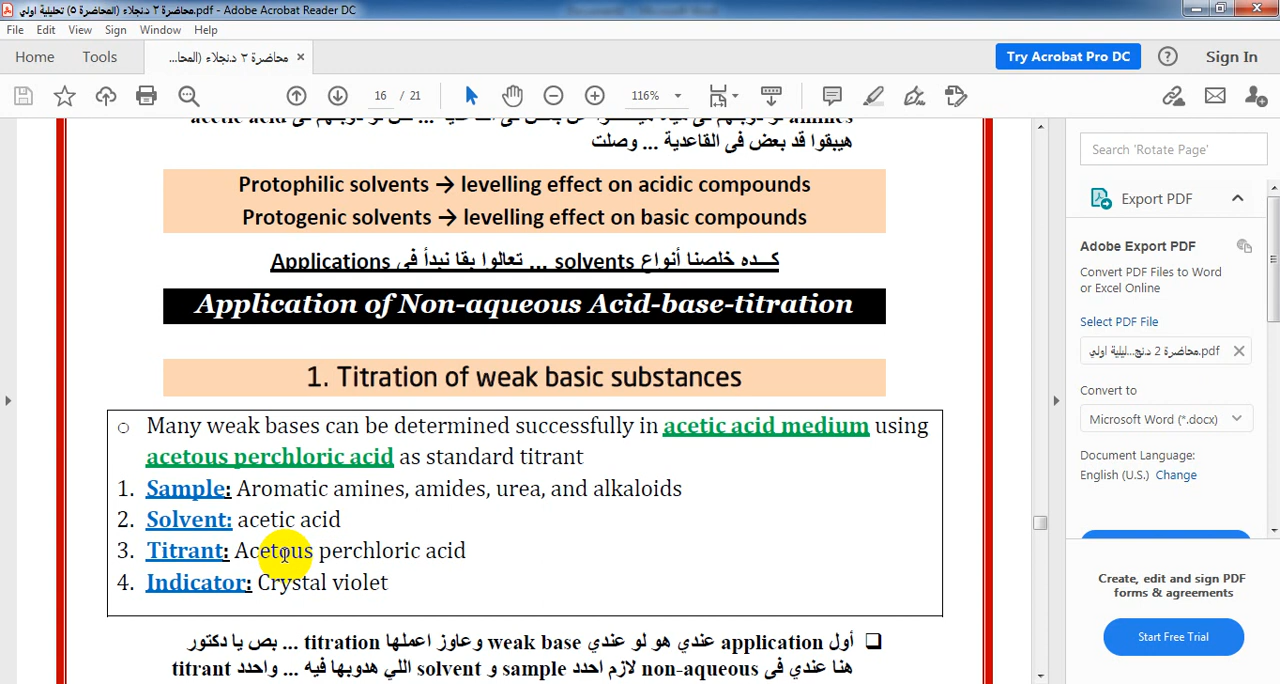 محاضرة ٢ د.نجلاء (المحاضرة ٥) تحليلية اولي.pdf - Adobe Acrobat Reader DC
File Edit View Sign Window Help
Home Tools محاضرة ٣ د.نجلاء (المحا... × Try Acrobat Pro DC Sign In
16 / 21 116%
هيبقوا قد بعض فى القاعدية ... وصلت
Protophilic solvents → levelling effect on acidic compounds
Protogenic solvents → levelling effect on basic compounds
كـــده خلصنا أنواع solvents ... تعالوا بقا نبدأ فى Applications
Application of Non-aqueous Acid-base-titration
1. Titration of weak basic substances
○ Many weak bases can be determined successfully in acetic acid medium using
acetous perchloric acid as standard titrant
1. Sample: Aromatic amines, amides, urea, and alkaloids
2. Solvent: acetic acid
3. Titrant: Acetous perchloric acid
4. Indicator: Crystal violet
❑ أول application عندي هو لو عندي weak base وعاوز اعملها titration ... بص يا دكتور
هنا عندي فى non-aqueous لازم احدد sample و solvent اللي هدوبها فيه ... واحدد titrant
Search 'Rotate Page'
Export PDF
Adobe Export PDF
Convert PDF Files to Word
or Excel Online
Select PDF File
محاضرة 2 د.نج...ليلية اولي.pdf ×
Convert to
Microsoft Word (*.docx)
Document Language:
English (U.S.) Change
Create, edit and sign PDF
forms & agreements
Start Free Trial